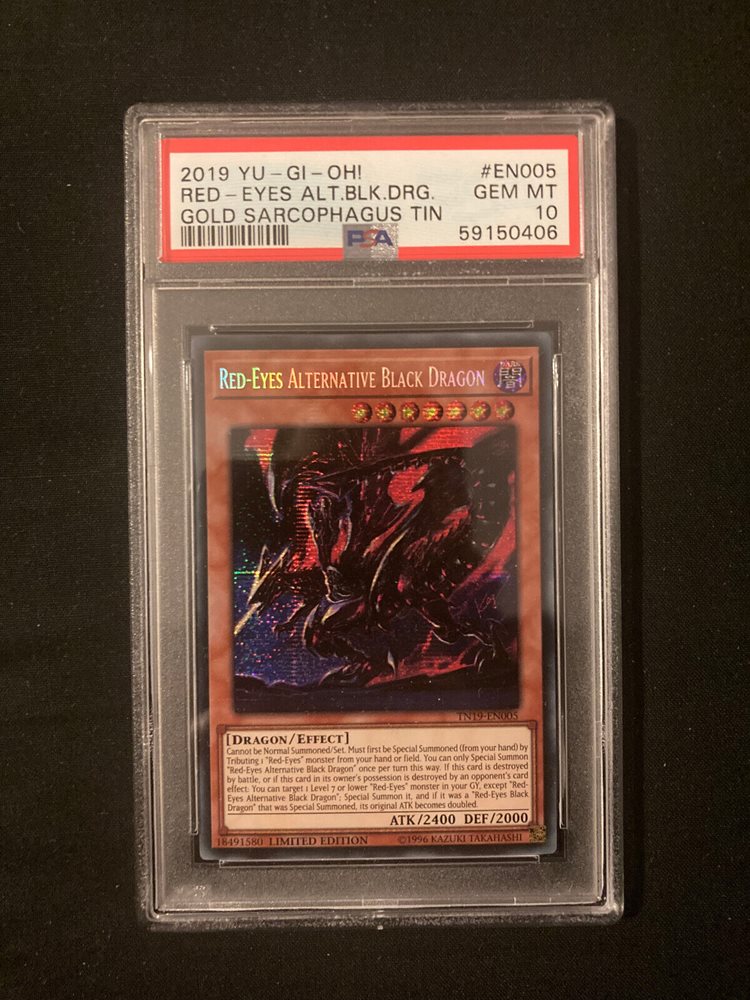 2019 YU-GI-OH! #EN005
RED-EYES ALT.BLK.DRG. GEM MT
GOLD SARCOPHAGUS TIN 10
PSA 59150406
RED-EYES ALTERNATIVE BLACK DRAGON
DARK
闇
TN19-EN005
[DRAGON/EFFECT]
Cannot be Normal Summoned/Set. Must first be Special Summoned (from your hand) by
Tributing 1 "Red-Eyes" monster from your hand or field. You can only Special Summon
"Red-Eyes Alternative Black Dragon" once per turn this way. If this card is destroyed
by battle, or if this card in its owner's possession is destroyed by an opponent's card
effect: You can target 1 Level 7 or lower "Red-Eyes" monster in your GY, except "Red-
Eyes Alternative Black Dragon"; Special Summon it, and if it was a "Red-Eyes Black
Dragon" that was Special Summoned, its original ATK becomes doubled.
ATK/2400 DEF/2000
18491580 LIMITED EDITION ©1996 KAZUKI TAKAHASHI